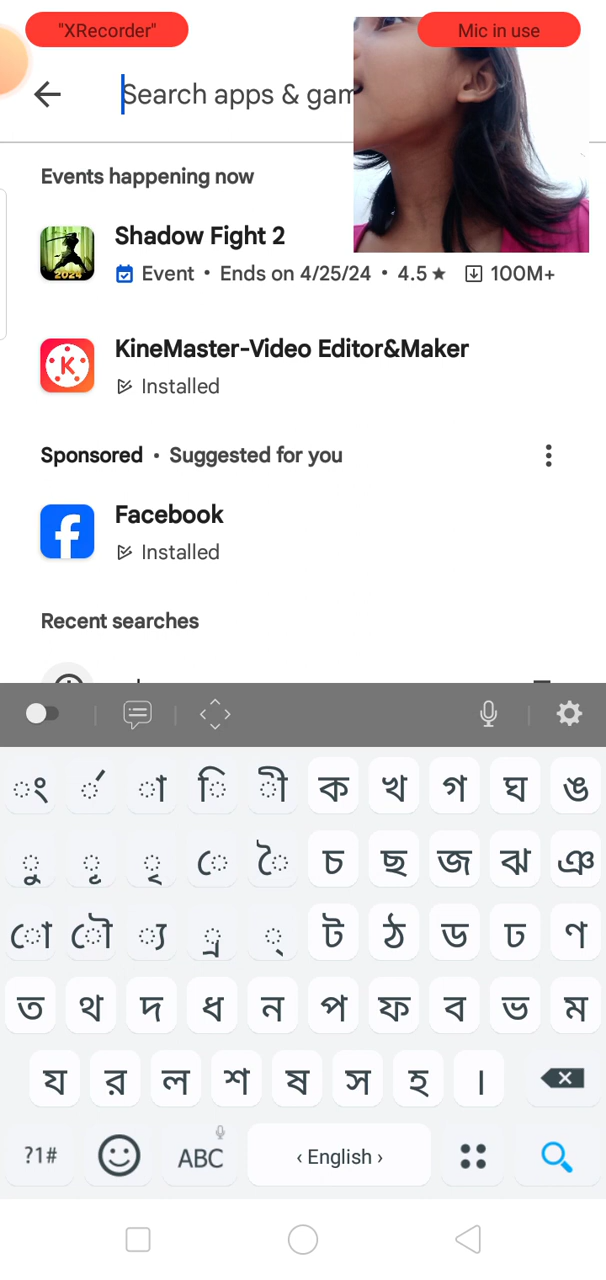 "XRecorder"
Mic in use
Search apps & gam
Events happening now
Shadow Fight 2
Event • Ends on 4/25/24 • 4.5 ★ 100M+
2024
KineMaster-Video Editor&Maker
K
Installed
Sponsored • Suggested for you
Facebook
f
Installed
Recent searches
ং ঁ া ি ী ক খ গ ঘ ঙ
ু ূ ৃ ে ৈ চ ছ জ ঝ ঞ
ো ৌ ্য ্র ্ ট ঠ ড ঢ ণ
ত থ দ ধ ন প ফ ব ভ ম
য র ল শ ষ স হ ।
?1# ABC ‹ English ›